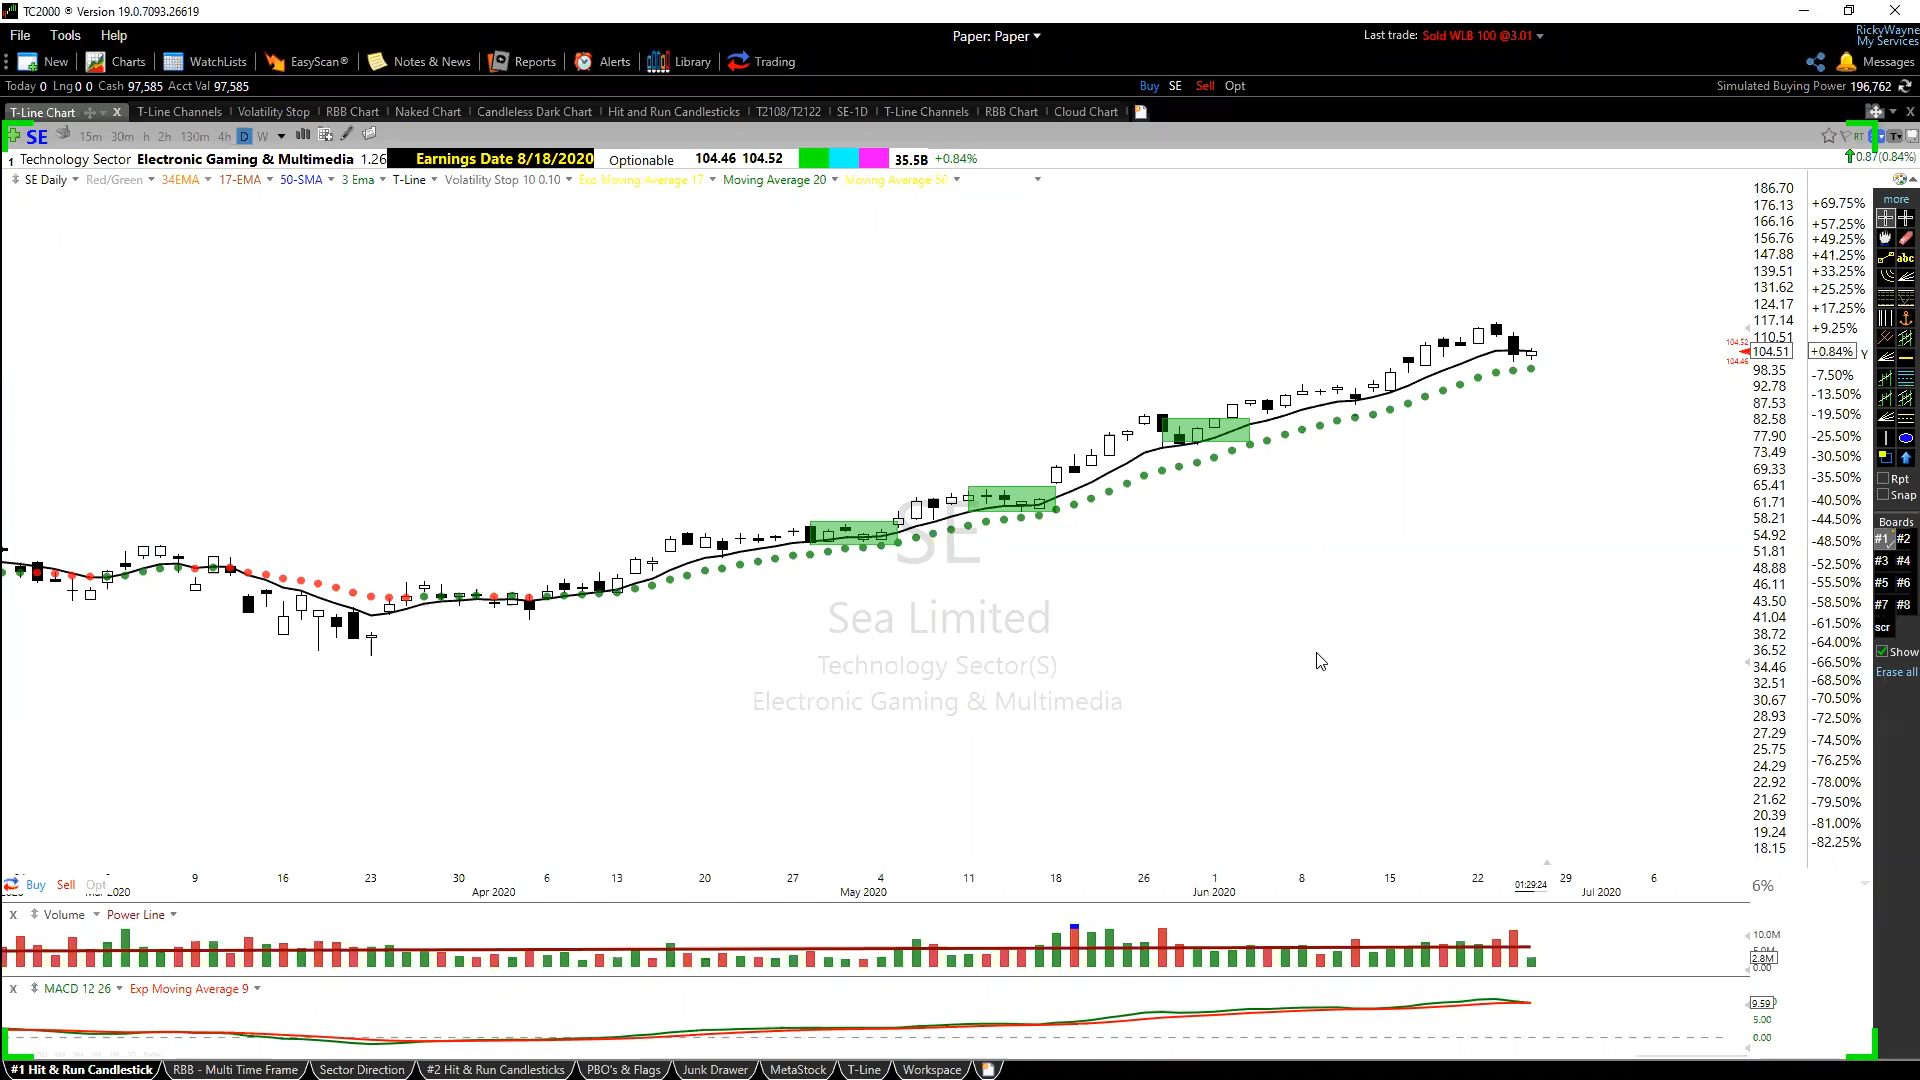 TC2000 ® Version 19.0.7093.26619
File Tools Help
Paper: Paper
Last trade: Sold WLB 100 @3.01
RickyWayne
My Services
New Charts WatchLists EasyScan® Notes & News Reports Alerts Library Trading
Messages
Today 0 Lng 0 0 Cash 97,585 Acct Val 97,585
Buy SE Sell Opt
Simulated Buying Power 196,762
T-Line Chart X T-Line Channels Volatility Stop RBB Chart Naked Chart Candleless Dark Chart Hit and Run Candlesticks T2108/T2122 SE-1D T-Line Channels RBB Chart Cloud Chart
SE 15m 30m h 2h 130m 4h D W
RT
1 Technology Sector Electronic Gaming & Multimedia 1.26 Earnings Date 8/18/2020 Optionable 104.46 104.52 35.5B +0.84%
0.87(0.84%)
SE Daily Red/Green 34EMA 17-EMA 50-SMA 3 Ema T-Line Volatility Stop 10 0.10 Exp Moving Average 17 Moving Average 20 Moving Average 50
more
abc
186.70
176.13
166.16
156.76
147.88
139.51
131.62
124.17
117.14
110.51
104.51
98.35
92.78
87.53
82.58
77.90
73.49
69.33
65.41
61.71
58.21
54.92
51.81
48.88
46.11
43.50
41.04
38.72
36.52
34.46
32.51
30.67
28.93
27.29
25.75
24.29
22.92
21.62
20.39
19.24
18.15
104.52
104.46
+69.75%
+57.25%
+49.25%
+41.25%
+33.25%
+25.25%
+17.25%
+9.25%
+0.84% Y
-7.50%
-13.50%
-19.50%
-25.50%
-30.50%
-35.50%
-40.50%
-44.50%
-48.50%
-52.50%
-55.50%
-58.50%
-61.50%
-64.00%
-66.50%
-68.50%
-70.50%
-72.50%
-74.50%
-76.25%
-78.00%
-79.50%
-81.00%
-82.25%
Rpt
Snap
Boards
#1 #2
#3 #4
#5 #6
#7 #8
scr
Show
Erase all
SE
Sea Limited
Technology Sector(S)
Electronic Gaming & Multimedia
9 16 23 30 6 13 20 27 4 11 18 26 1 8 15 22 01:29:24 29 6
Buy Sell Opt
2020 Apr 2020 May 2020 Jun 2020 Jul 2020
6%
X Volume Power Line
10.0M
5.0M
2.8M
0.00
X MACD 12 26 Exp Moving Average 9
9.59
5.00
0.00
#1 Hit & Run Candlestick RBB - Multi Time Frame Sector Direction #2 Hit & Run Candlesticks PBO's & Flags Junk Drawer MetaStock T-Line Workspace